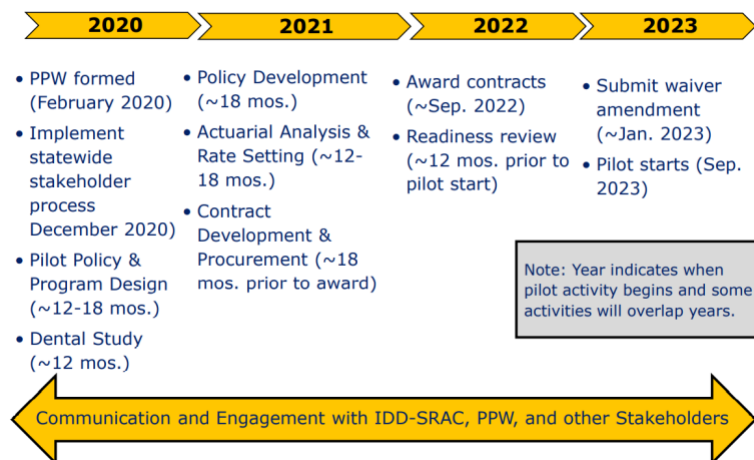 2020
2021
2022
2023
• PPW formed
(February 2020)
• Implement
statewide
stakeholder
process
December 2020)
• Pilot Policy &
Program Design
(~12-18 mos.)
• Dental Study
(~12 mos.)
• Policy Development
(~18 mos.)
• Actuarial Analysis &
Rate Setting (~12-
18 mos.)
• Contract
Development &
Procurement (~18
mos. prior to award)
• Award contracts
(~Sep. 2022)
• Readiness review
(~12 mos. prior to
pilot start)
• Submit waiver
amendment
(~Jan. 2023)
• Pilot starts (Sep.
2023)
Note: Year indicates when
pilot activity begins and some
activities will overlap years.
Communication and Engagement with IDD-SRAC, PPW, and other Stakeholders